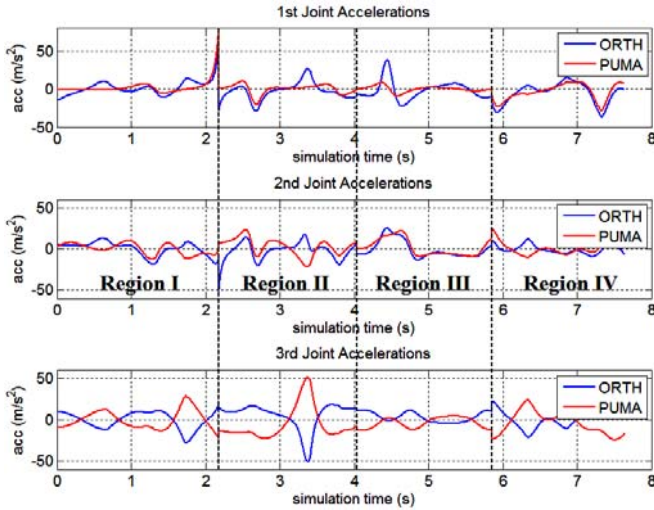 1st Joint Accelerations
acc (m/s²)
50
0
-50
ORTH
PUMA
0 1 2 3 4 5 6 7 8
simulation time (s)
2nd Joint Accelerations
acc (m/s²)
50
0
-50
ORTH
PUMA
Region I Region II Region III Region IV
0 1 2 3 4 5 6 7 8
simulation time (s)
3rd Joint Accelerations
acc (m/s²)
50
0
-50
ORTH
PUMA
0 1 2 3 4 5 6 7 8
simulation time (s)